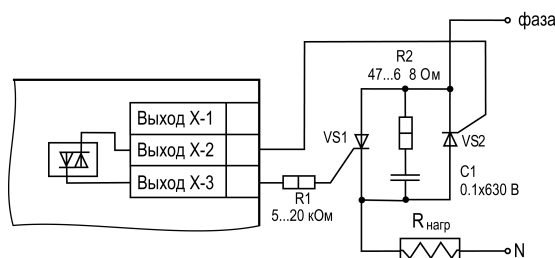 фаза
R2
47...6 8 Ом
Выход X-1
Выход X-2
VS1
VS2
Выход X-3
C1
0.1x630 В
R1
5...20 кОм
Rнагр
N